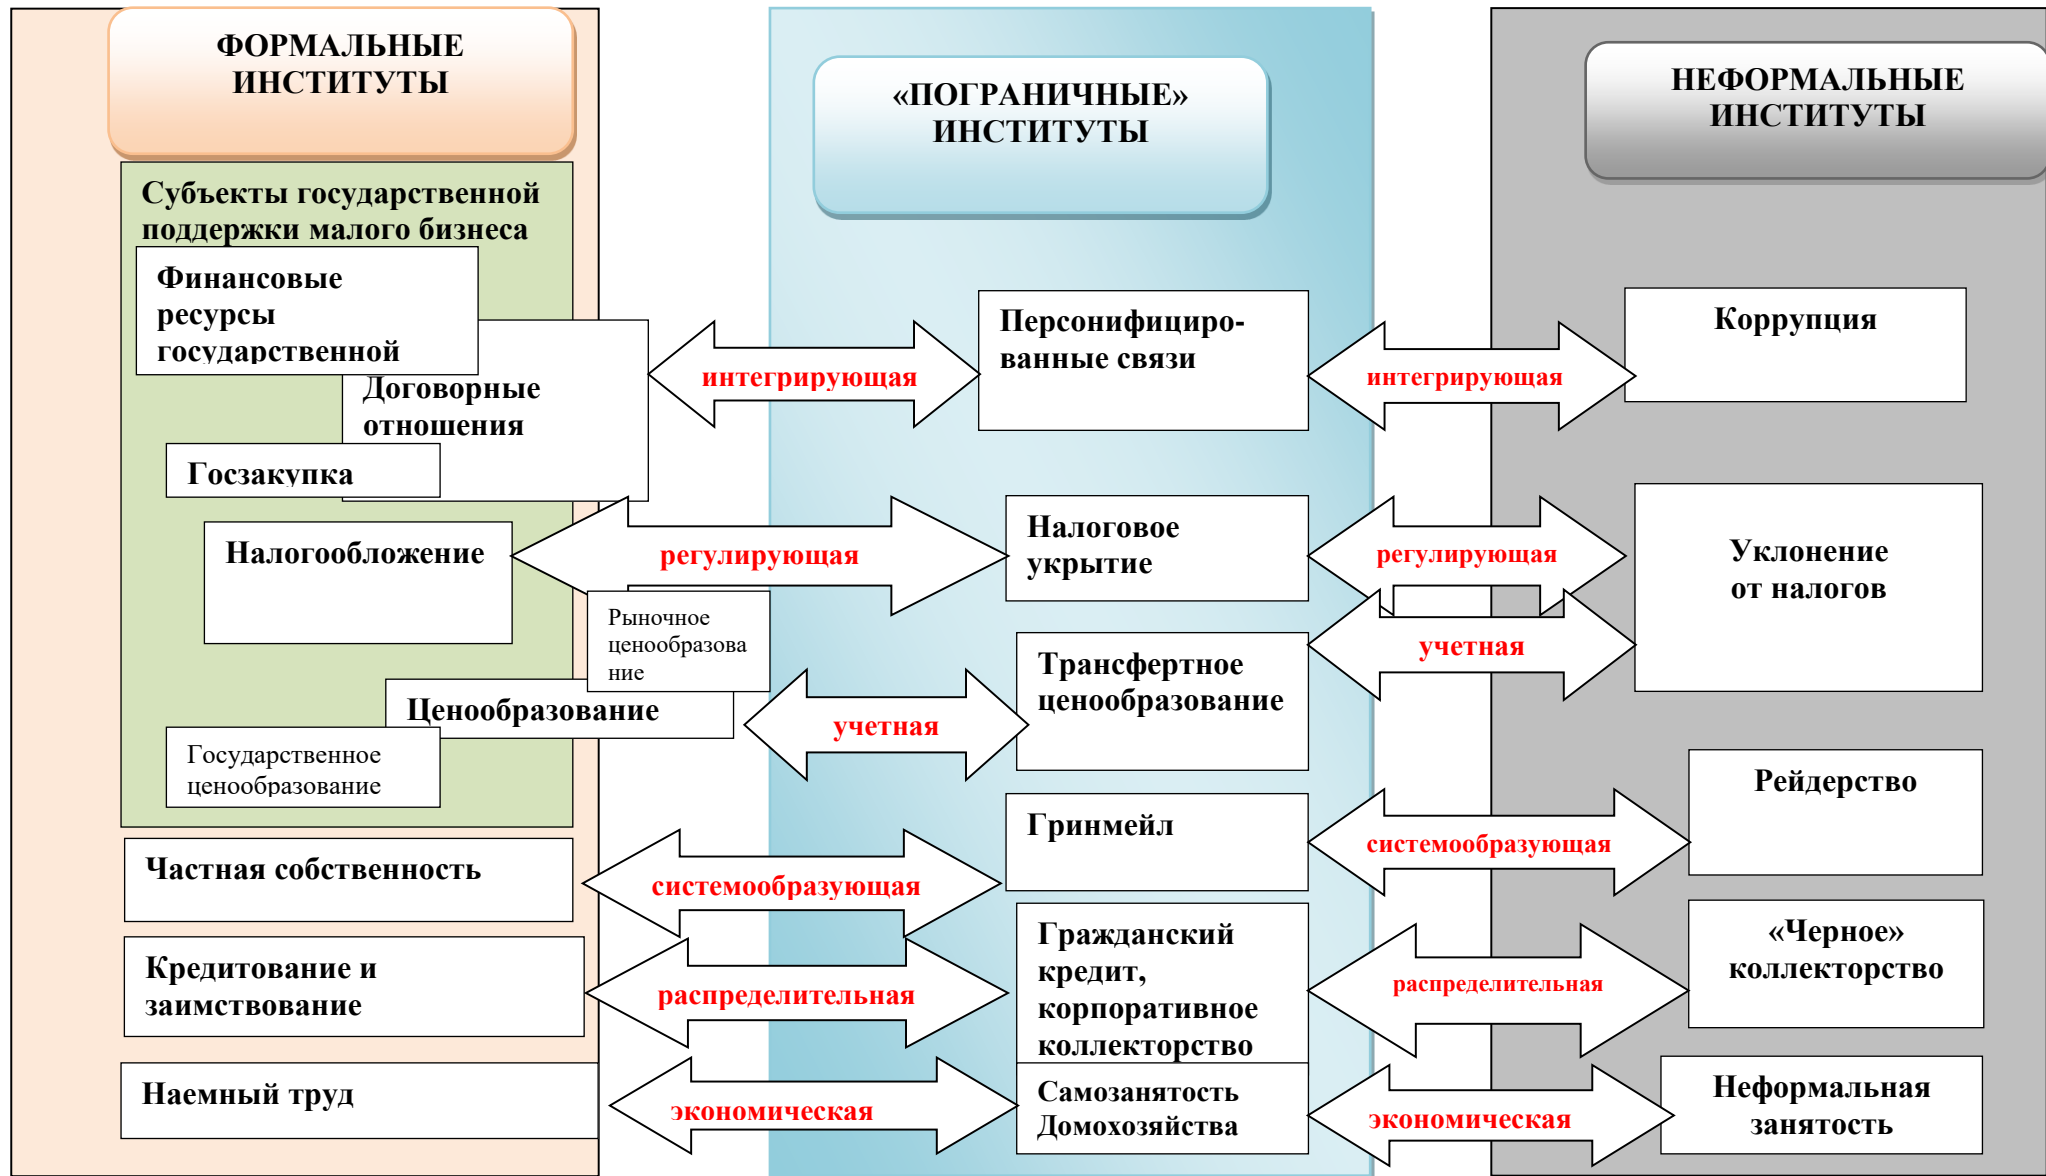 ФОРМАЛЬНЫЕ
ИНСТИТУТЫ
«ПОГРАНИЧНЫЕ»
ИНСТИТУТЫ
НЕФОРМАЛЬНЫЕ
ИНСТИТУТЫ
Субъекты государственной
поддержки малого бизнеса
Финансовые
ресурсы
государственной
Договорные
отношения
Госзакупка
интегрирующая
Персонифициро-
ванные связи
интегрирующая
Коррупция
Налогообложение
регулирующая
Налоговое
укрытие
регулирующая
Уклонение
от налогов
Рыночное
ценообразова
ние
Ценообразование
Государственное
ценообразование
учетная
Трансфертное
ценообразование
учетная
Частная собственность
системообразующая
Гринмейл
системообразующая
Рейдерство
Кредитование и
заимствование
распределительная
Гражданский
кредит,
корпоративное
коллекторство
распределительная
«Черное»
коллекторство
Наемный труд
экономическая
Самозанятость
Домохозяйства
экономическая
Неформальная
занятость